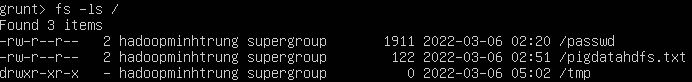 grunt> fs -ls /
Found 3 items
-rw-r--r--   2 hadoopminhtrung supergroup       1911 2022-03-06 02:20 /passwd
-rw-r--r--   2 hadoopminhtrung supergroup        122 2022-03-06 02:51 /pigdatahdfs.txt
drwxr-xr-x   - hadoopminhtrung supergroup          0 2022-03-06 05:02 /tmp